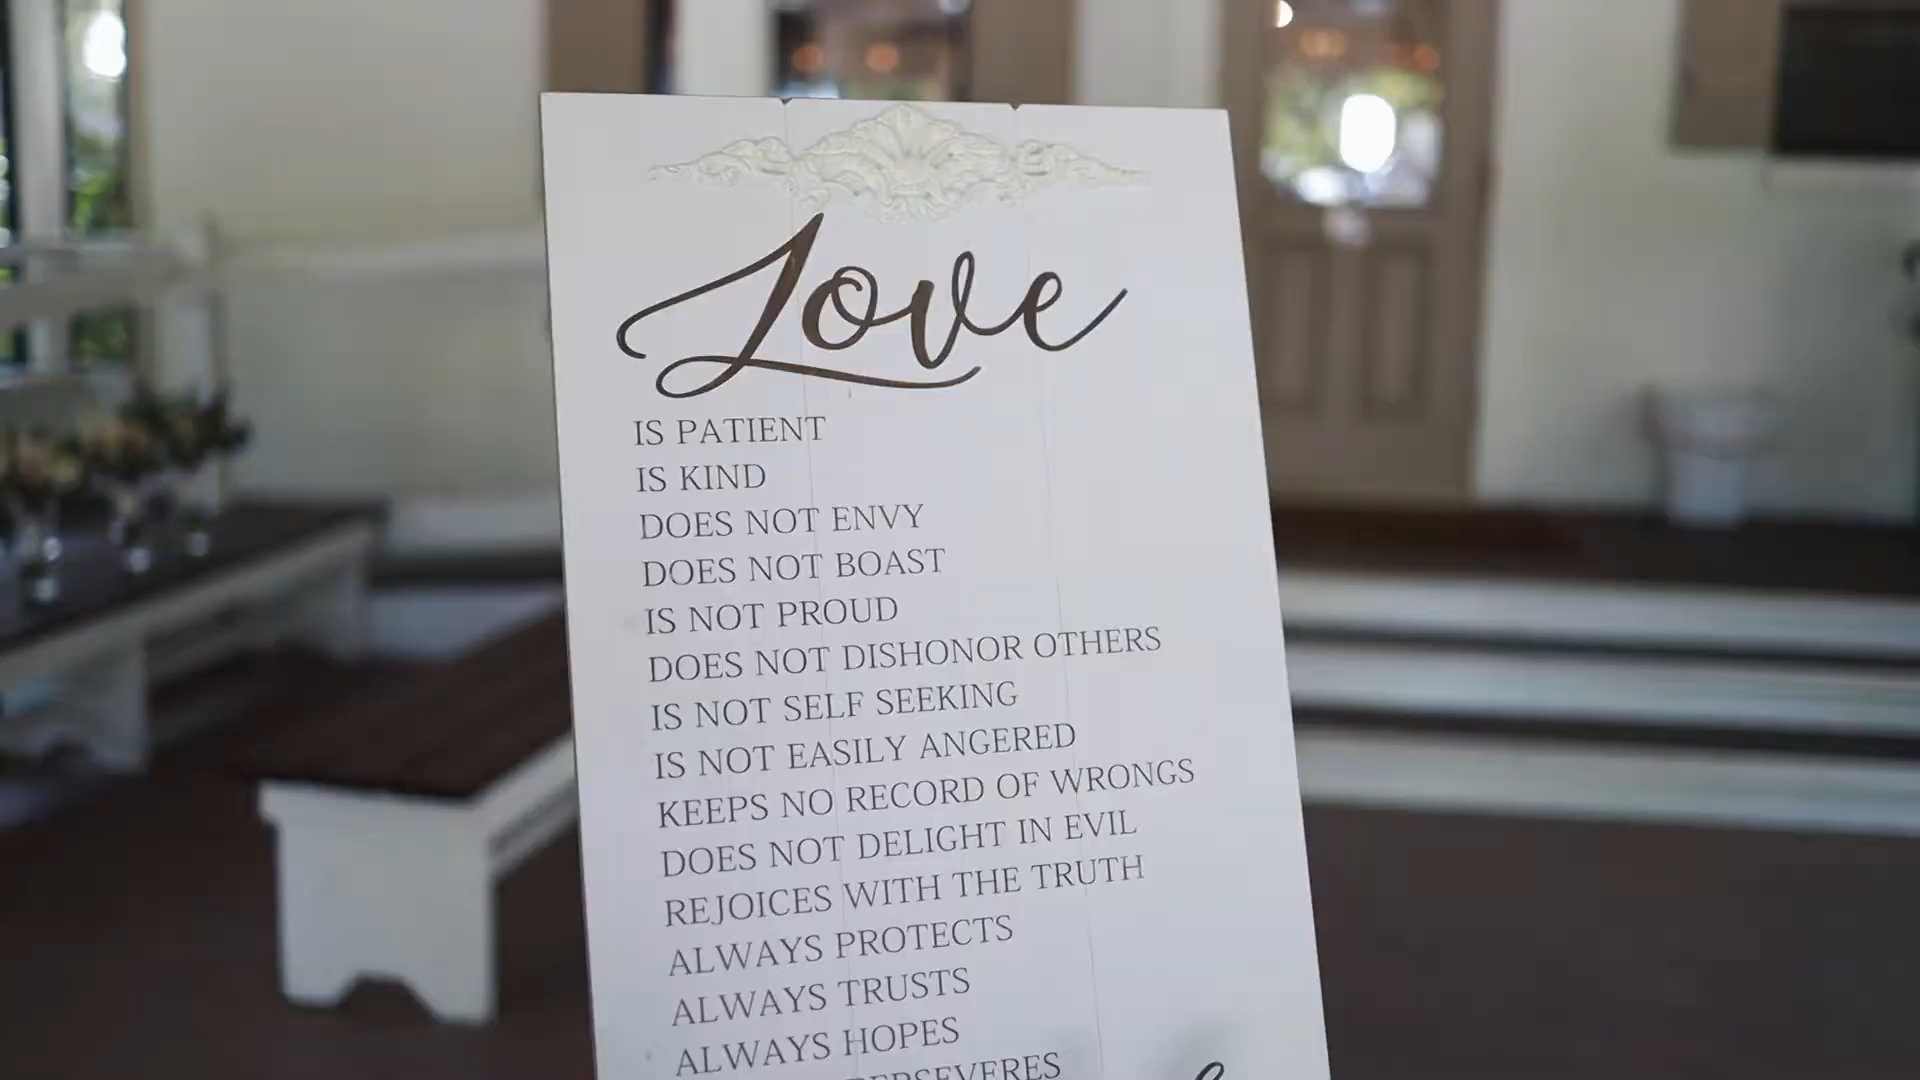 Love
IS PATIENT
IS KIND
DOES NOT ENVY
DOES NOT BOAST
IS NOT PROUD
DOES NOT DISHONOR OTHERS
IS NOT SELF SEEKING
IS NOT EASILY ANGERED
KEEPS NO RECORD OF WRONGS
DOES NOT DELIGHT IN EVIL
REJOICES WITH THE TRUTH
ALWAYS PROTECTS
ALWAYS TRUSTS
ALWAYS HOPES
PERSEVERES